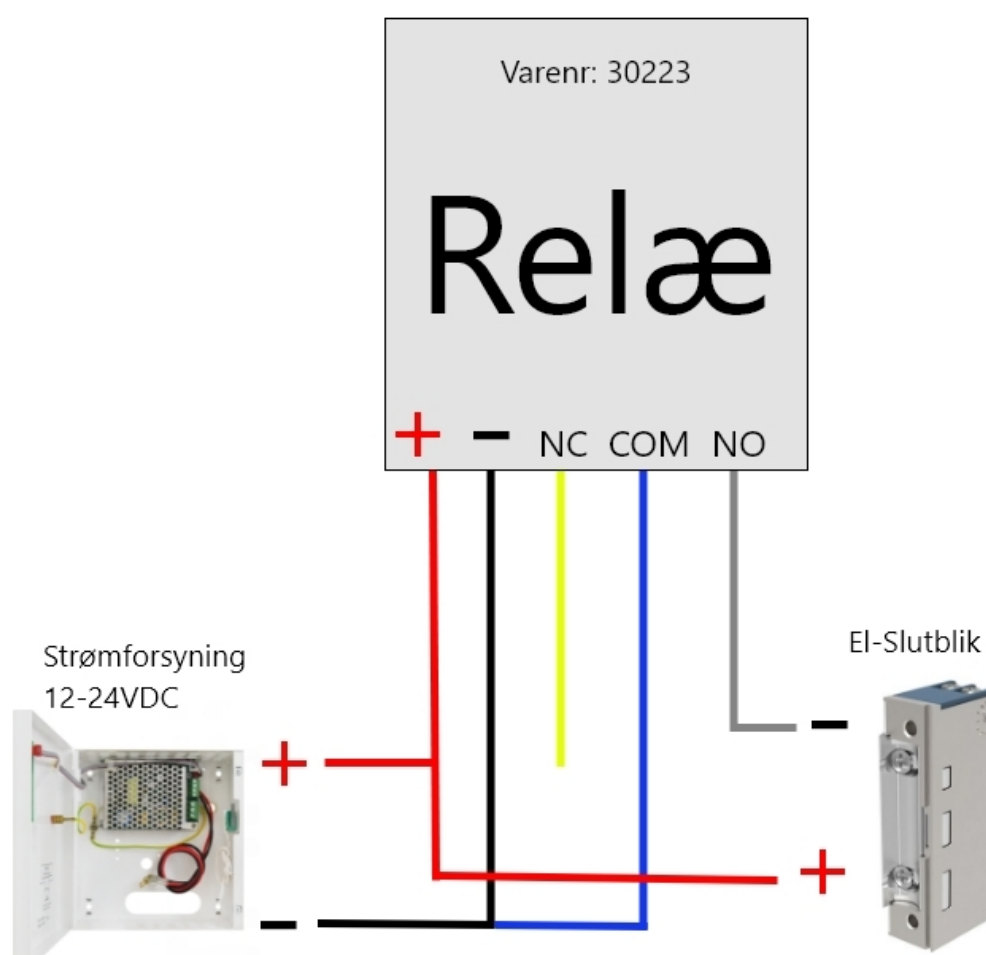 Varenr: 30223
Relæ
+ − NC COM NO
Strømforsyning
12-24VDC
El-Slutblik
+ −
+ −